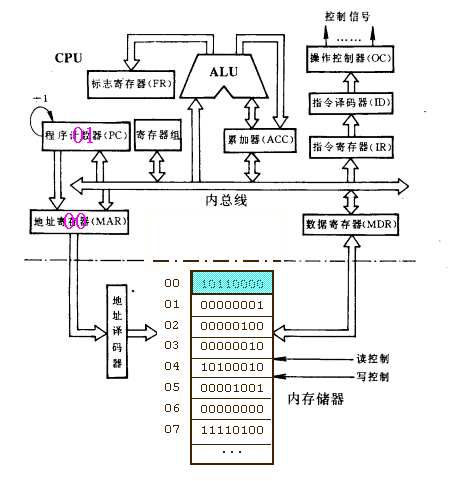 控制信号
……
操作控制器(OC)
CPU
ALU
标志寄存器(FR)
指令译码器(ID)
+1
程序计数器(PC)
01
寄存器组
累加器(ACC)
指令寄存器(IR)
内总线
地址寄存器(MAR)
00
数据寄存器(MDR)
地址译码器
00 10110000
01 00000001
02 00000100
03 00000010
读控制
04 10100010
写控制
05 00001001
内存储器
06 00000000
07 11110100
...